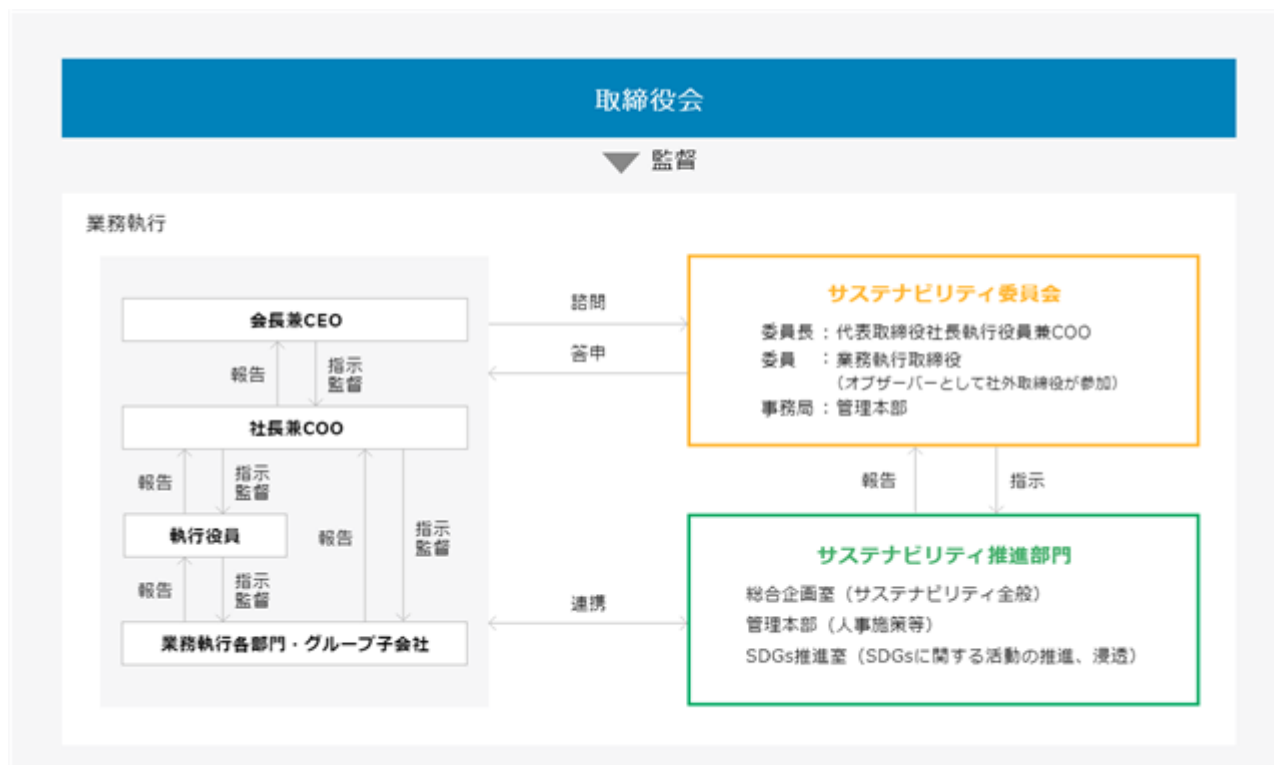 取締役会
監督
業務執行
会長兼CEO
報告
指示
監督
社長兼COO
報告
指示
監督
執行役員
報告
指示
監督
報告
指示
監督
業務執行各部門・グループ子会社
諮問
答申
連携
サステナビリティ委員会
委員長：代表取締役社長執行役員兼COO
委員　：業務執行取締役
（オブザーバーとして社外取締役が参加）
事務局：管理本部
報告
指示
サステナビリティ推進部門
総合企画室（サステナビリティ全般）
管理本部（人事施策等）
SDGs推進室（SDGsに関する活動の推進、浸透）